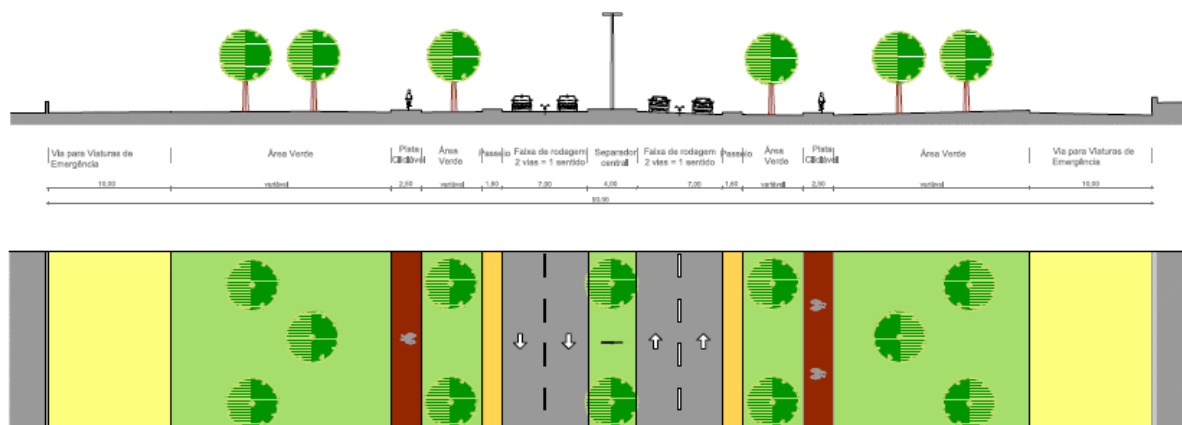 Via para Viaturas de
Emergência
Área Verde
Pista
Ciclável
Área
Verde
Passeio
Faixa de rodagem
2 vias = 1 sentido
Separador
central
Faixa de rodagem
2 vias = 1 sentido
Passeio
Área
Verde
Pista
Ciclável
Área Verde
Via para Viaturas de
Emergência
10,00
variável
2,50
variável
1,60
7,00
4,00
7,00
1,60
variável
2,50
variável
10,00
90,00